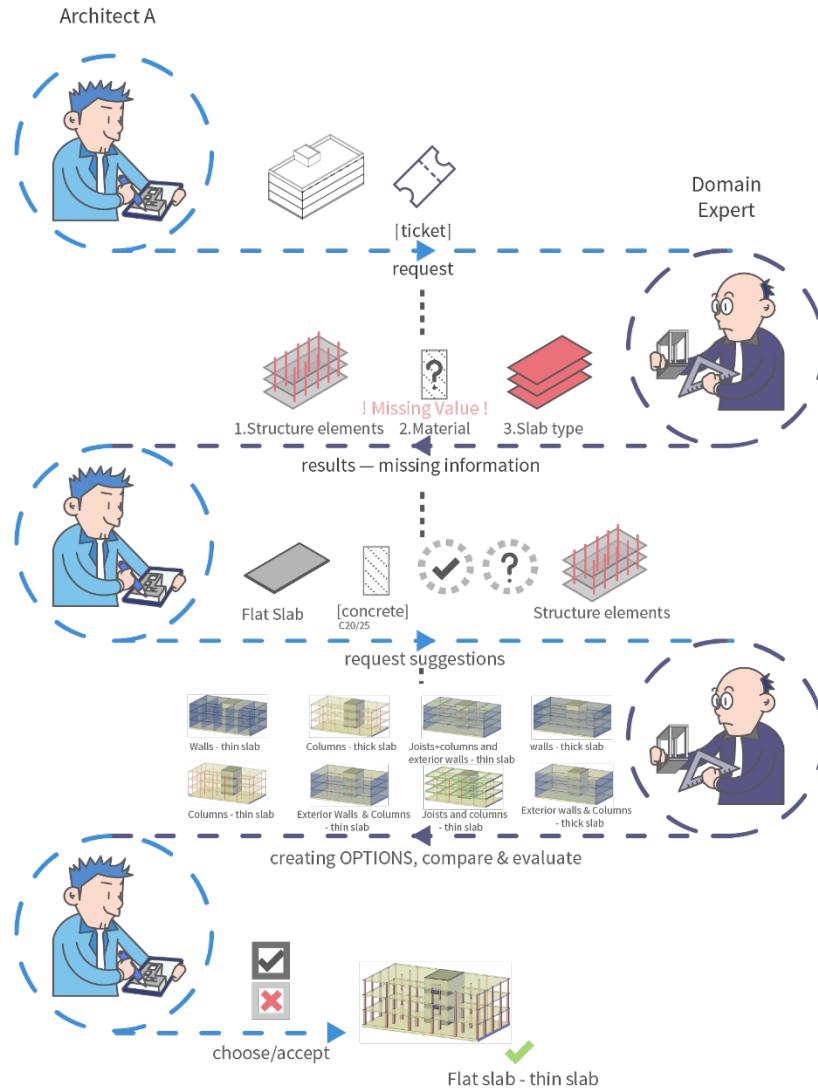 Architect A
Domain
Expert
[ticket]
request
?
! Missing Value !
1.Structure elements
2.Material
3.Slab type
results — missing information
?
Flat Slab
[concrete]
C20/25
Structure elements
request suggestions
Walls - thin slab
Columns - thick slab
Joists+columns and
exterior walls - thin slab
walls - thick slab
Columns - thin slab
Exterior Walls & Columns
- thin slab
Joists and columns
- thin slab
Exterior walls & Columns
- thick slab
creating OPTIONS, compare & evaluate
choose/accept
Flat slab - thin slab